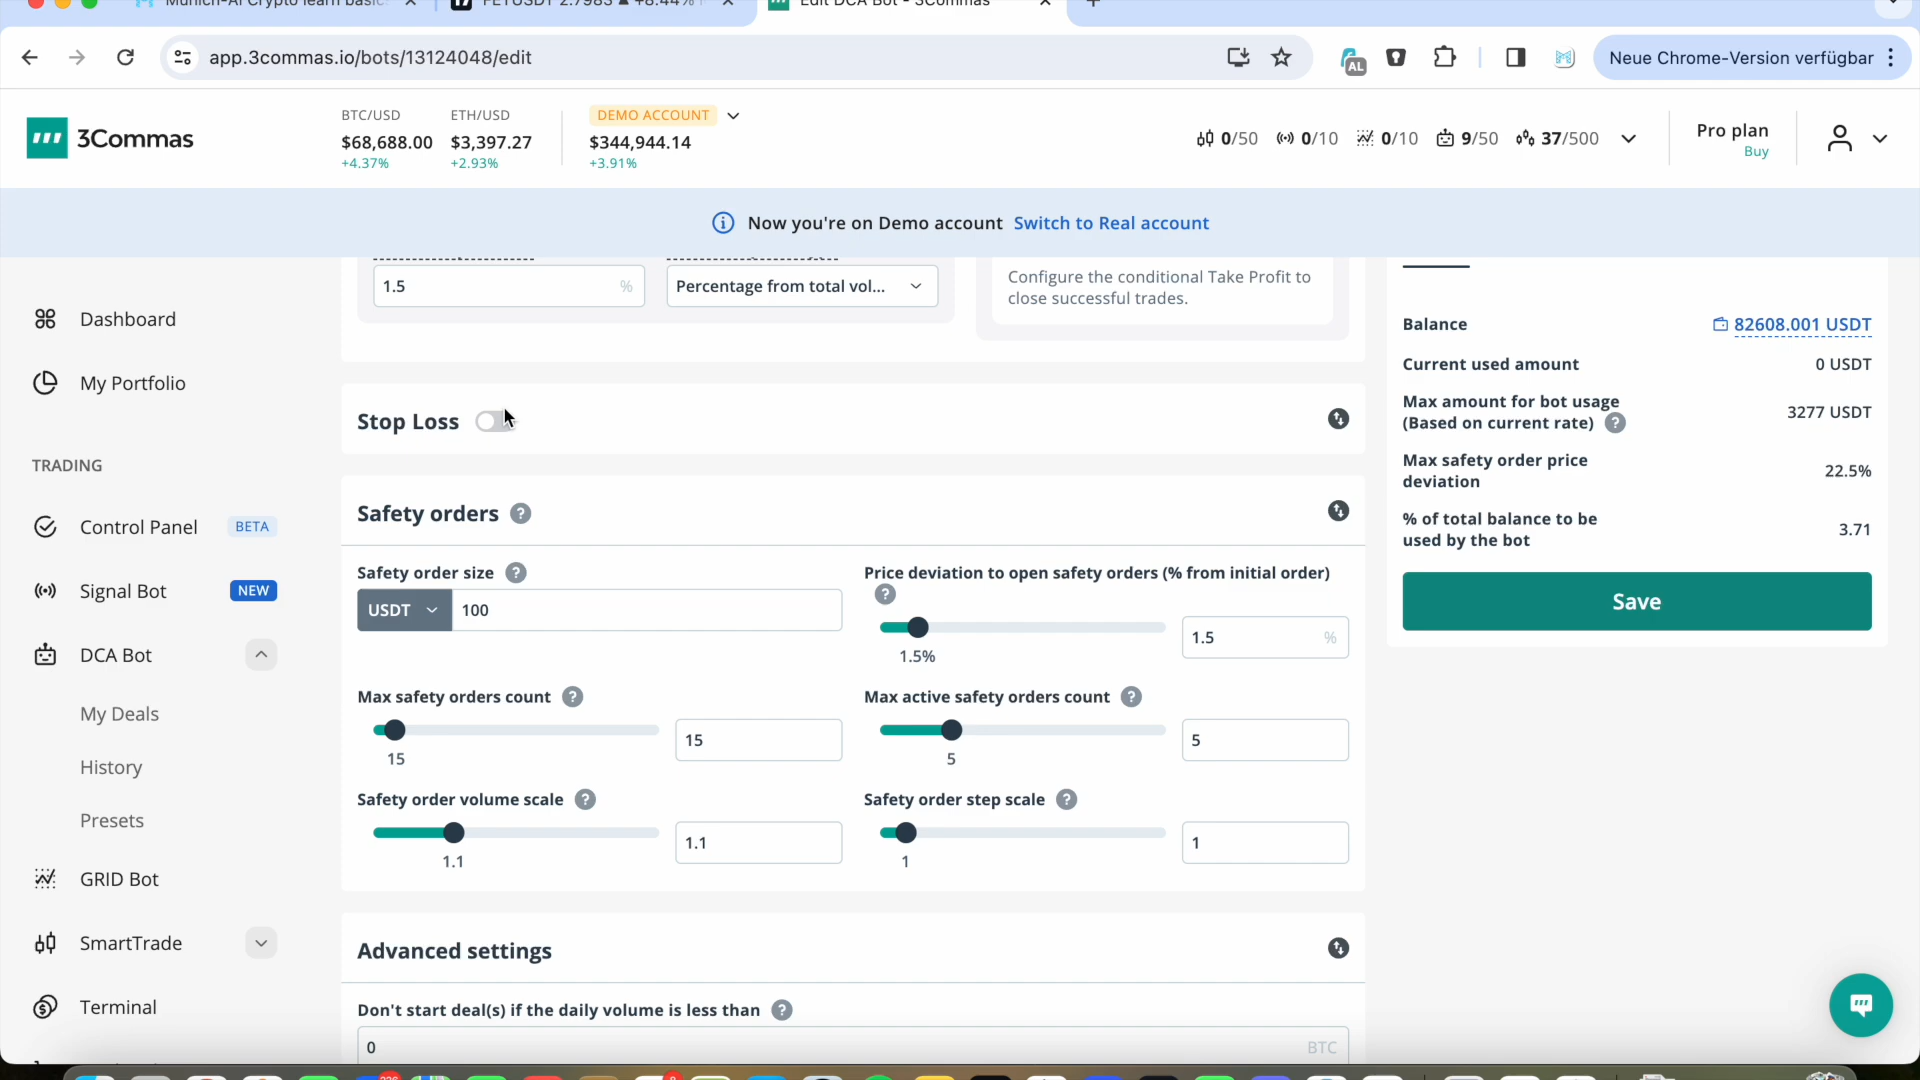 FETUSDT 2.7983 ▲ +8.44%
Edit DCA Bot - 3Commas
app.3commas.io/bots/13124048/edit
AL
Neue Chrome-Version verfügbar
3Commas
BTC/USD
$68,688.00
+4.37%
ETH/USD
$3,397.27
+2.93%
DEMO ACCOUNT
$344,944.14
+3.91%
0/50
0/10
0/10
9/50
37/500
Pro plan
Buy
Now you're on Demo account Switch to Real account
Dashboard
My Portfolio
TRADING
Control Panel BETA
Signal Bot NEW
DCA Bot
My Deals
History
Presets
GRID Bot
SmartTrade
Terminal
1.5 %
Percentage from total vol...
Configure the conditional Take Profit to
close successful trades.
Stop Loss
Safety orders ?
Safety order size ?
USDT 100
Price deviation to open safety orders (% from initial order)
?
1.5%
1.5 %
Max safety orders count ?
15
15
Max active safety orders count ?
5
5
Safety order volume scale ?
1.1
1.1
Safety order step scale ?
1
1
Advanced settings
Don't start deal(s) if the daily volume is less than ?
0 BTC
Balance 82608.001 USDT
Current used amount 0 USDT
Max amount for bot usage
(Based on current rate) ? 3277 USDT
Max safety order price
deviation 22.5%
% of total balance to be
used by the bot 3.71
Save